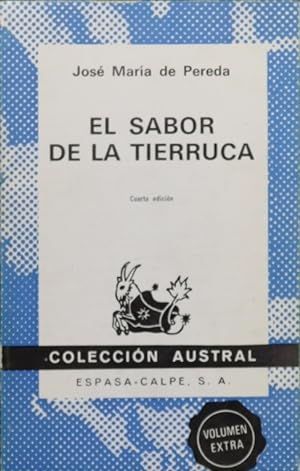 José María de Pereda
EL SABOR
DE LA TIERRUCA
Cuarta edición
COLECCIÓN AUSTRAL
ESPASA-CALPE, S. A.
VOLUMEN
EXTRA